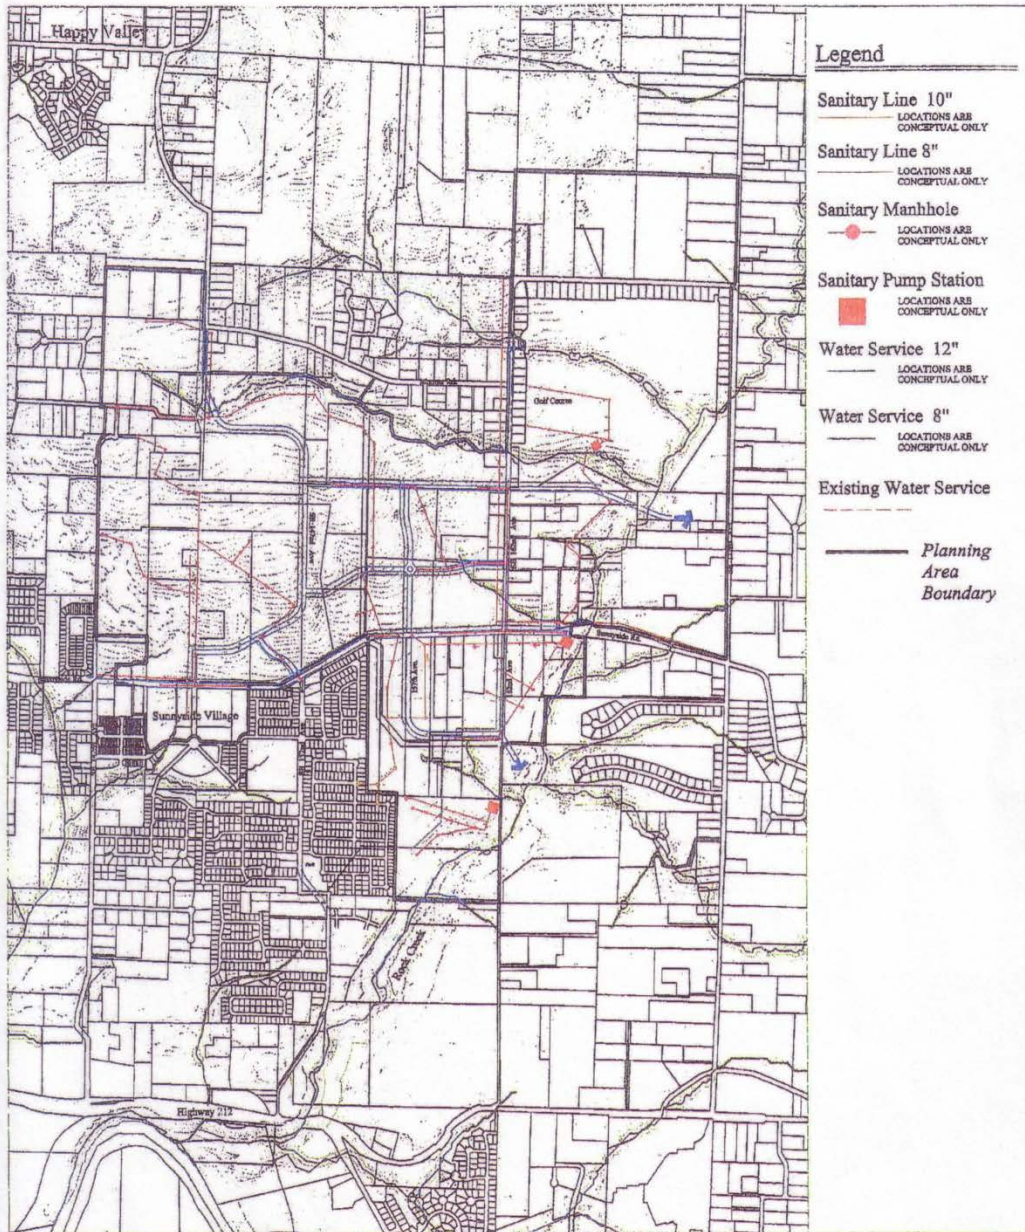 Happy Valley
Legend
Sanitary Line 10"
LOCATIONS ARE
CONCEPTUAL ONLY
Sanitary Line 8"
LOCATIONS ARE
CONCEPTUAL ONLY
Sanitary Manhhole
LOCATIONS ARE
CONCEPTUAL ONLY
Sanitary Pump Station
LOCATIONS ARE
CONCEPTUAL ONLY
Water Service 12"
LOCATIONS ARE
CONCEPTUAL ONLY
Water Service 8"
LOCATIONS ARE
CONCEPTUAL ONLY
Existing Water Service
Planning
Area
Boundary
Golf Course
Sunnyside Rd.
Sunnyside Village
Rock Creek
Highway 212